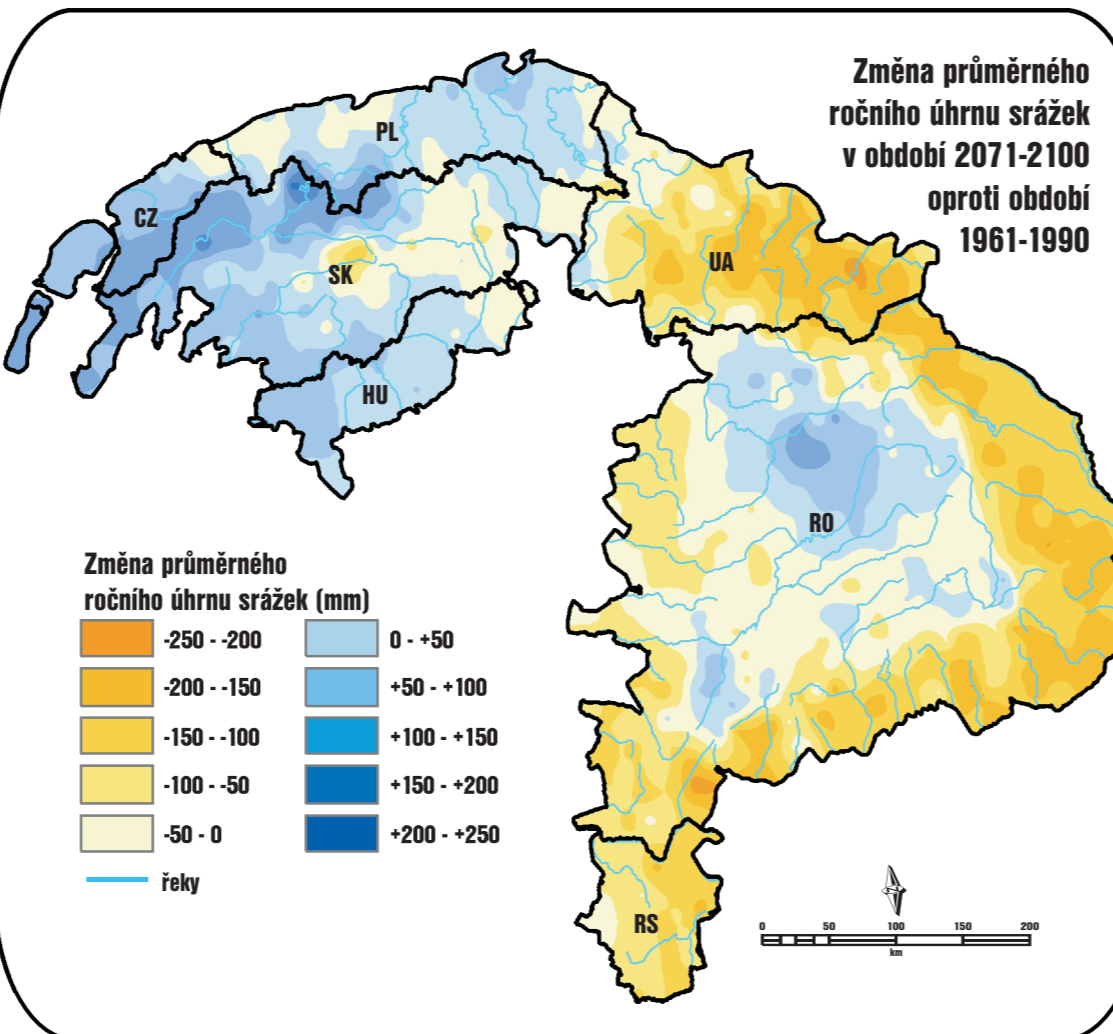 Změna průměrného
ročního úhrnu srážek
v období 2071-2100
oproti období
1961-1990
PL
CZ
SK
UA
HU
RO
RS
Změna průměrného
ročního úhrnu srážek (mm)
-250 - -200
-200 - -150
-150 - -100
-100 - -50
-50 - 0
řeky
0 - +50
+50 - +100
+100 - +150
+150 - +200
+200 - +250
0 50 100 150 200
km